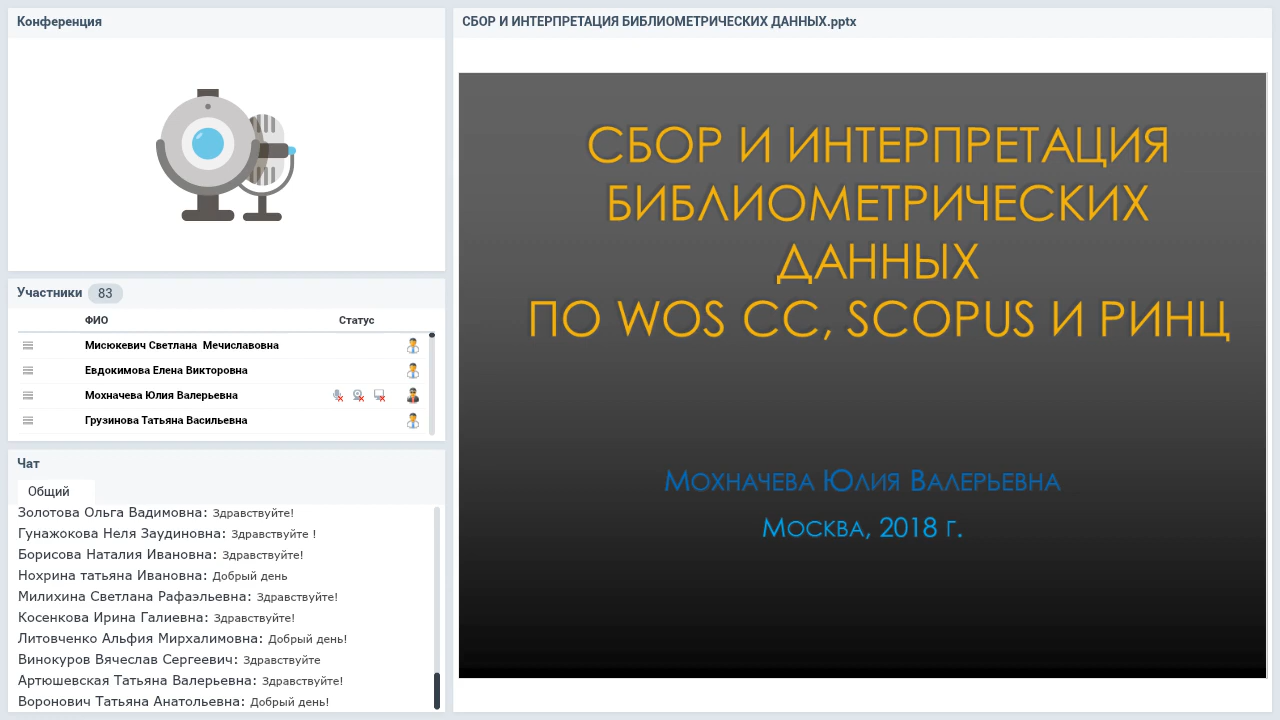 Конференция
Участники 83
ФИО Статус
Мисюкевич Светлана Мечиславовна
Евдокимова Елена Викторовна
Мохначева Юлия Валерьевна
Грузинова Татьяна Васильевна
Чат
Общий
Золотова Ольга Вадимовна: Здравствуйте!
Гунажокова Неля Заудиновна: Здравствуйте !
Борисова Наталия Ивановна: Здравствуйте!
Нохрина татьяна Ивановна: Добрый день
Милихина Светлана Рафаэльевна: Здравствуйте!
Косенкова Ирина Галиевна: Здравствуйте!
Литовченко Альфия Мирхалимовна: Добрый день!
Винокуров Вячеслав Сергеевич: Здравствуйте
Артюшевская Татьяна Валерьевна: Здравствуйте!
Воронович Татьяна Анатольевна: Добрый день!
СБОР И ИНТЕРПРЕТАЦИЯ БИБЛИОМЕТРИЧЕСКИХ ДАННЫХ.pptx
СБОР И ИНТЕРПРЕТАЦИЯ
БИБЛИОМЕТРИЧЕСКИХ
ДАННЫХ
ПО WOS CC, SCOPUS И РИНЦ
Мохначева Юлия Валерьевна
Москва, 2018 г.